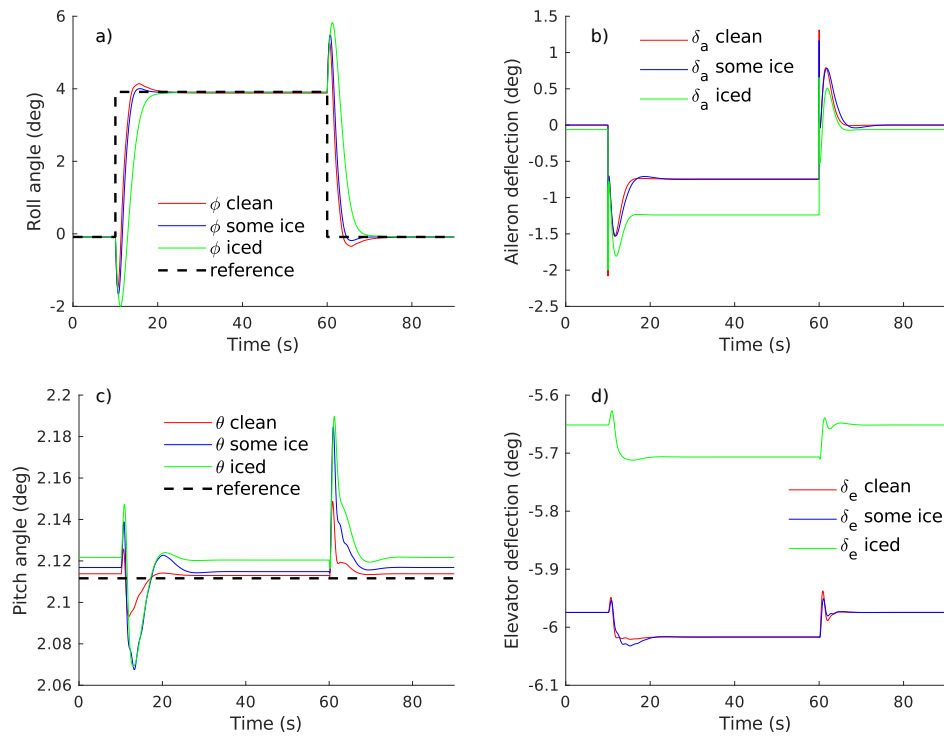 a)
Roll angle (deg)
6
4
2
0
-2
ϕ clean
ϕ some ice
ϕ iced
reference
0 20 40 60 80
Time (s)
b)
Aileron deflection (deg)
1.5
1
0.5
0
-0.5
-1
-1.5
-2
-2.5
δa clean
δa some ice
δa iced
0 20 40 60 80
Time (s)
c)
Pitch angle (deg)
2.2
2.18
2.16
2.14
2.12
2.1
2.08
2.06
θ clean
θ some ice
θ iced
reference
0 20 40 60 80
Time (s)
d)
Elevator deflection (deg)
-5.6
-5.7
-5.8
-5.9
-6
-6.1
δe clean
δe some ice
δe iced
0 20 40 60 80
Time (s)